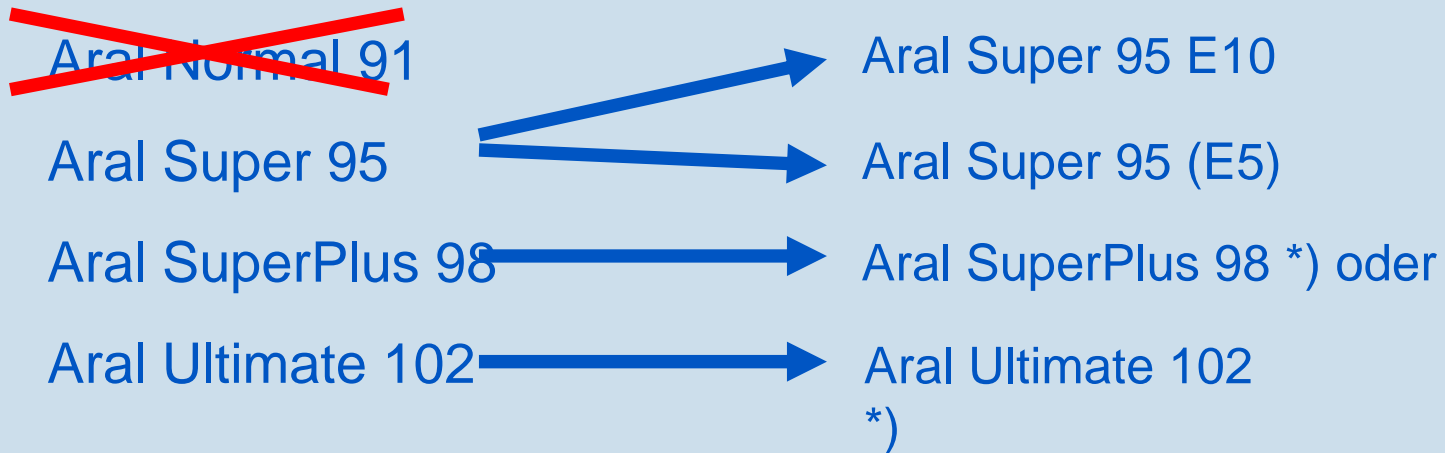 Aral Normal 91
Aral Super 95
Aral SuperPlus 98
Aral Ultimate 102
Aral Super 95 E10
Aral Super 95 (E5)
Aral SuperPlus 98 *) oder
Aral Ultimate 102
*)